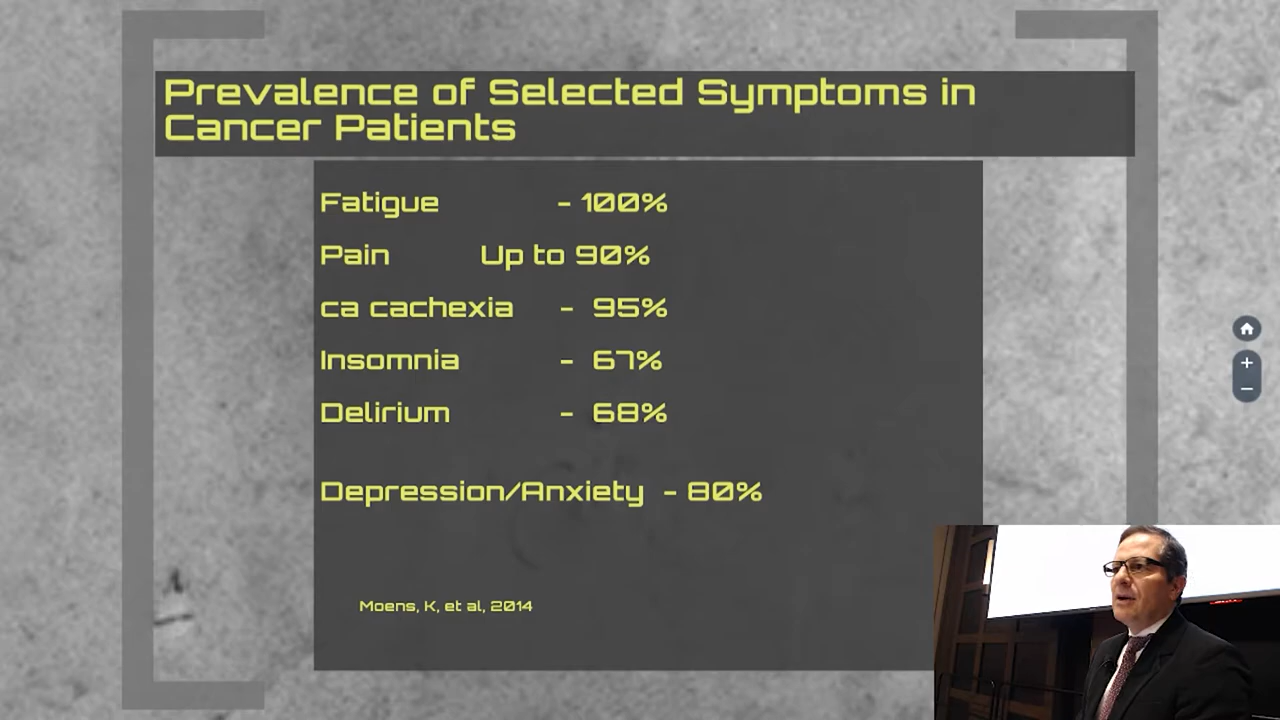 Prevalence of Selected Symptoms in
Cancer Patients
Fatigue - 100%
Pain Up to 90%
ca cachexia - 95%
Insomnia - 67%
Delirium - 68%
Depression/Anxiety - 80%
Moens, K, et al, 2014